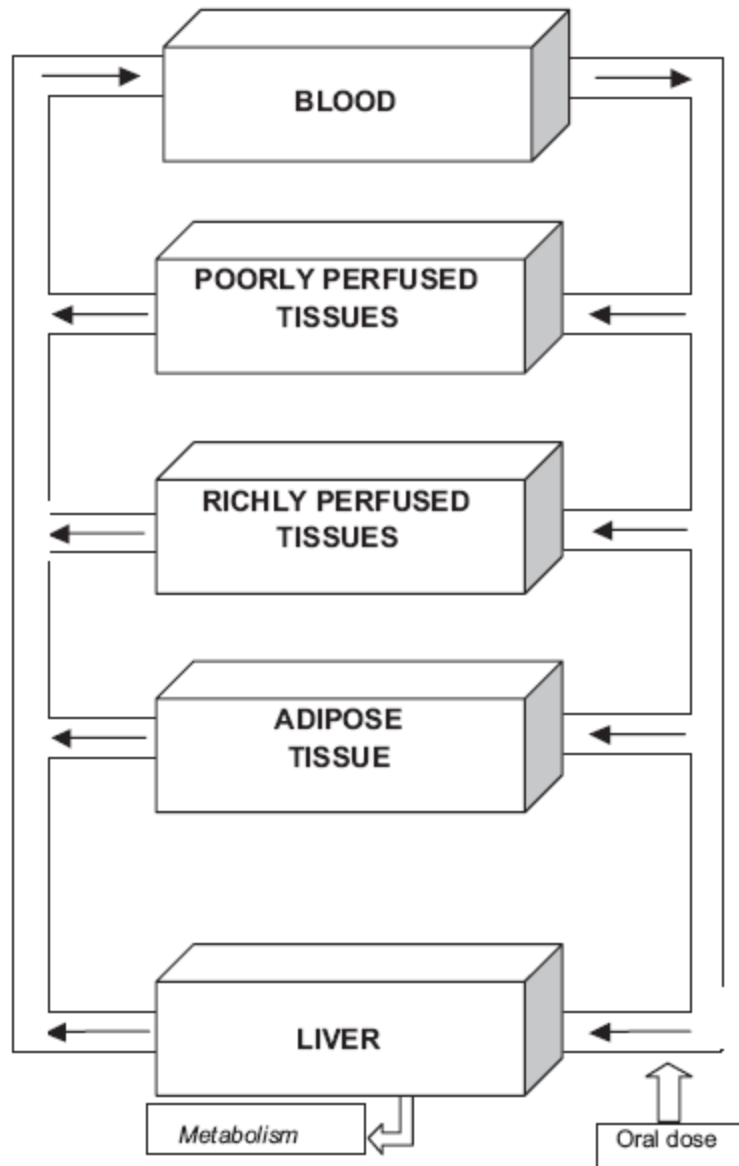 BLOOD
POORLY PERFUSED
TISSUES
RICHLY PERFUSED
TISSUES
ADIPOSE
TISSUE
LIVER
Metabolism
Oral dose